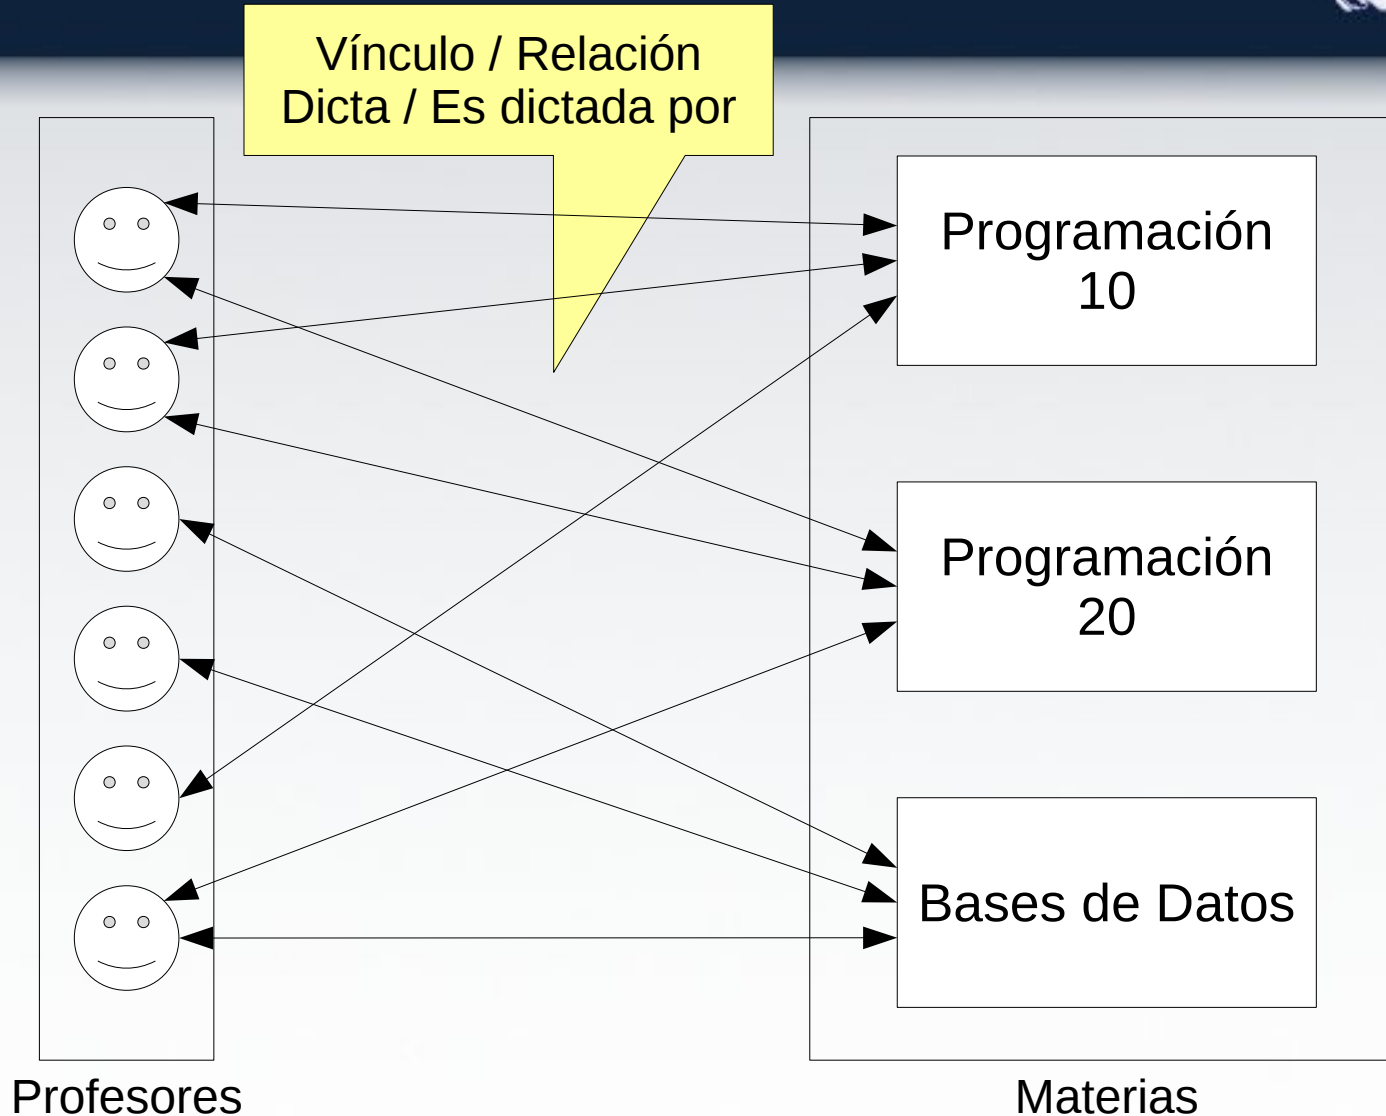 Vínculo / Relación
Dicta / Es dictada por
Programación
10
Programación
20
Bases de Datos
Profesores
Materias